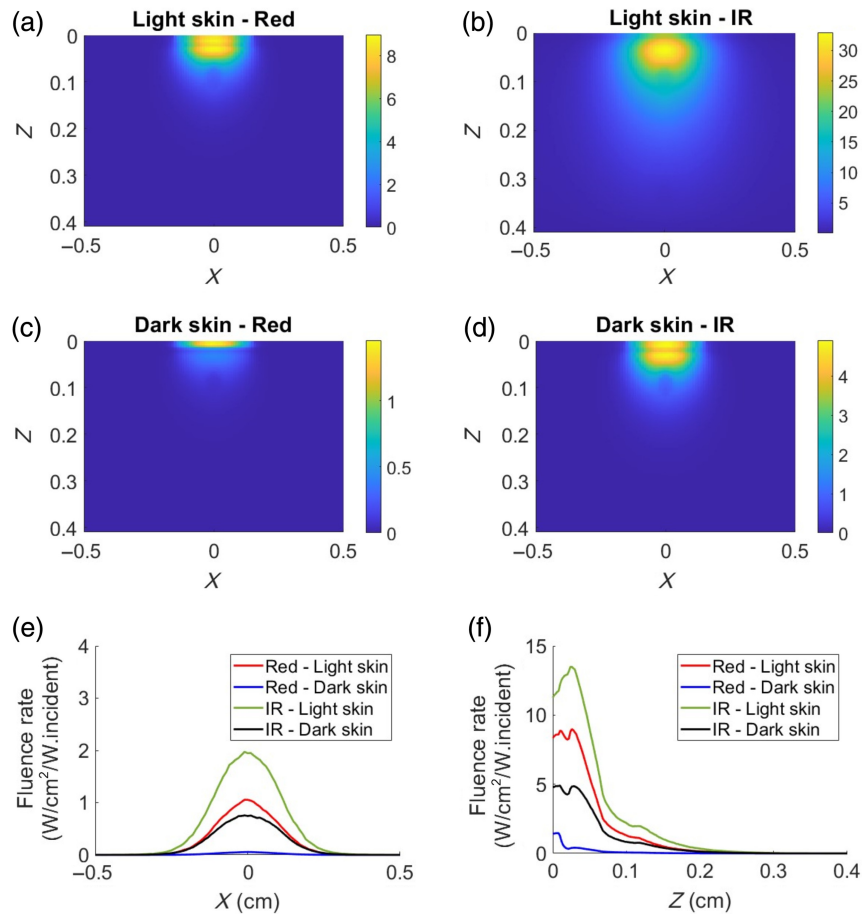 (a)
Light skin - Red
0
0.1
0.2
0.3
0.4
Z
−0.5
0
0.5
X
8
6
4
2
0
(b)
Light skin - IR
0
0.1
0.2
0.3
0.4
Z
−0.5
0
0.5
X
30
25
20
15
10
5
(c)
Dark skin - Red
0
0.1
0.2
0.3
0.4
Z
−0.5
0
0.5
X
1
0.5
0
(d)
Dark skin - IR
0
0.1
0.2
0.3
0.4
Z
−0.5
0
0.5
X
4
3
2
1
0
(e)
Fluence rate
(W/cm²/W.incident)
4
3
2
1
0
Red - Light skin
Red - Dark skin
IR - Light skin
IR - Dark skin
−0.5
0
0.5
X (cm)
(f)
Fluence rate
(W/cm²/W.incident)
15
10
5
0
Red - Light skin
Red - Dark skin
IR - Light skin
IR - Dark skin
0
0.1
0.2
0.3
0.4
Z (cm)